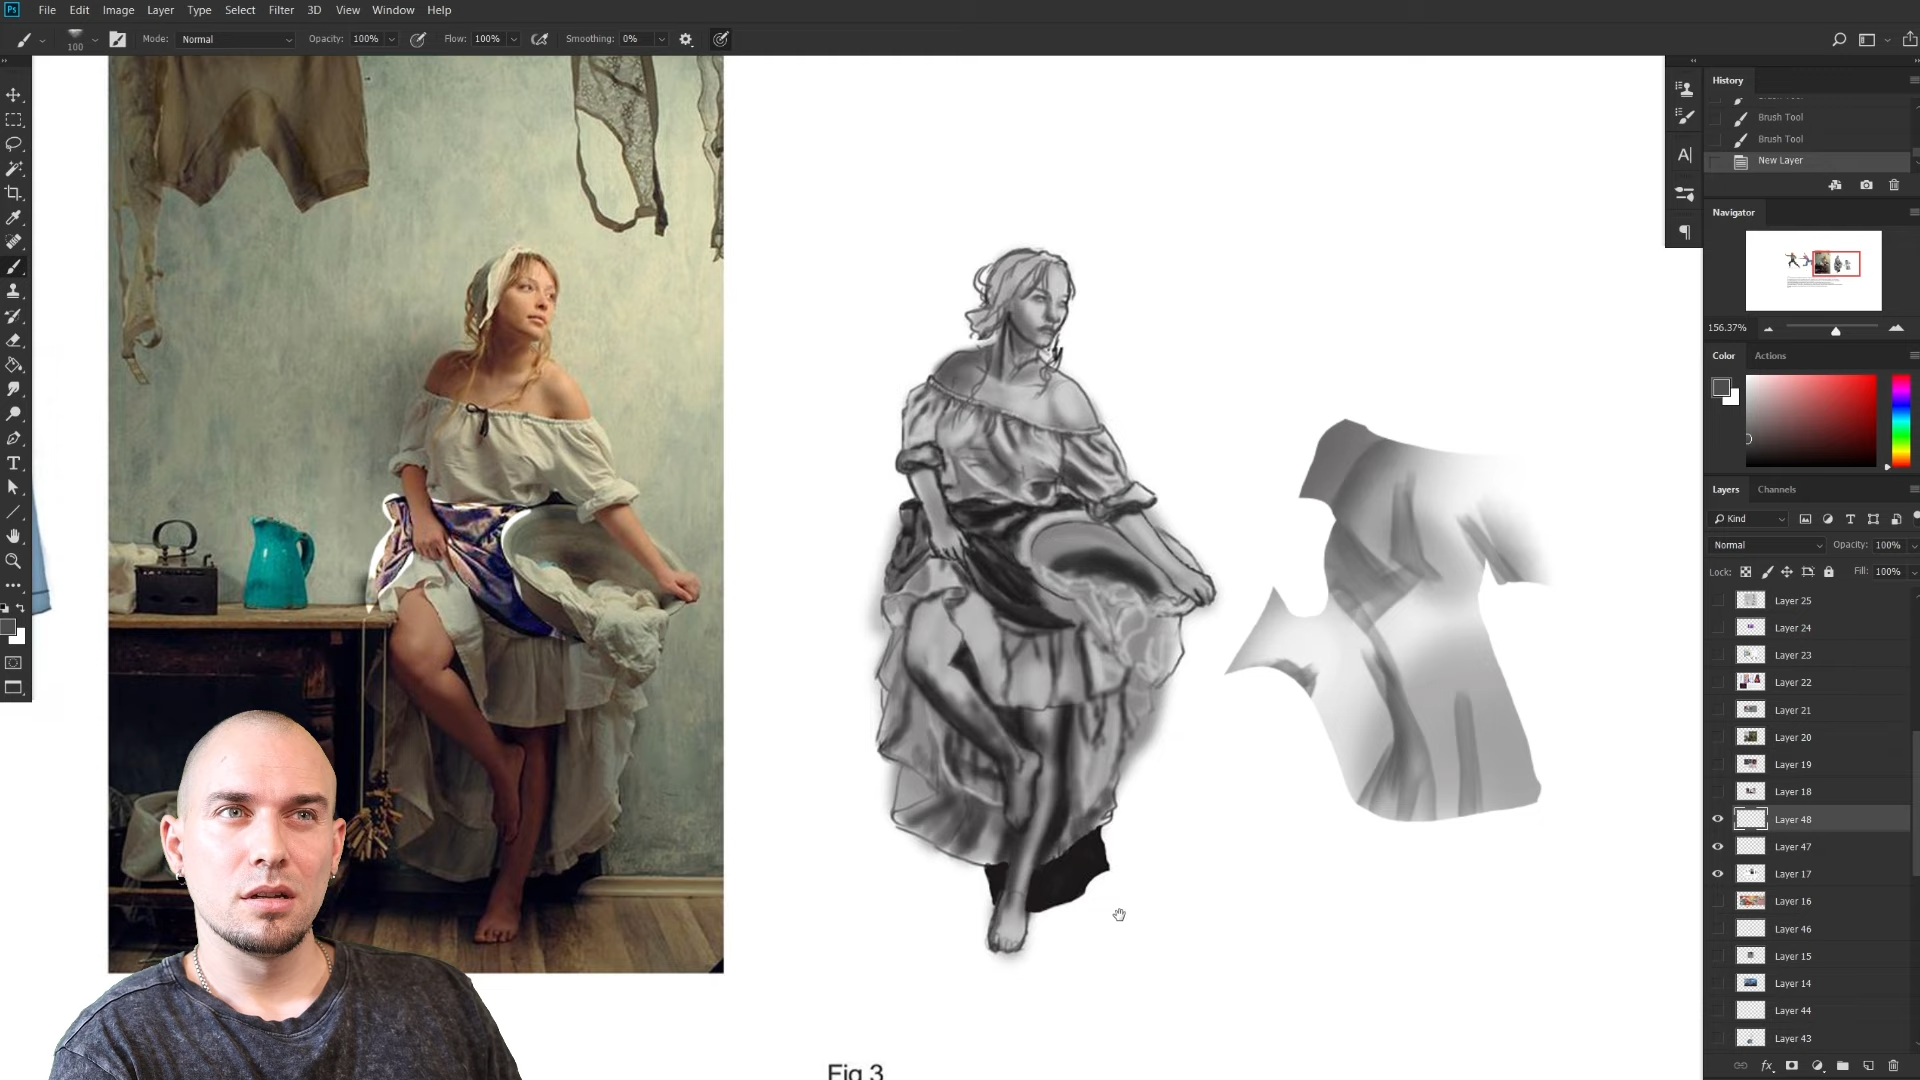 Ps File Edit Image Layer Type Select Filter 3D View Window Help
100 Mode: Normal Opacity: 100% Flow: 100% Smoothing: 0%
History
Brush Tool
Brush Tool
New Layer
Navigator
156.37%
Color Actions
Layers Channels
Kind
Normal Opacity: 100%
Lock: Fill: 100%
Layer 25
Layer 24
Layer 23
Layer 22
Layer 21
Layer 20
Layer 19
Layer 18
Layer 48
Layer 47
Layer 17
Layer 16
Layer 46
Layer 15
Layer 14
Layer 44
Layer 43
fx
Fig 3